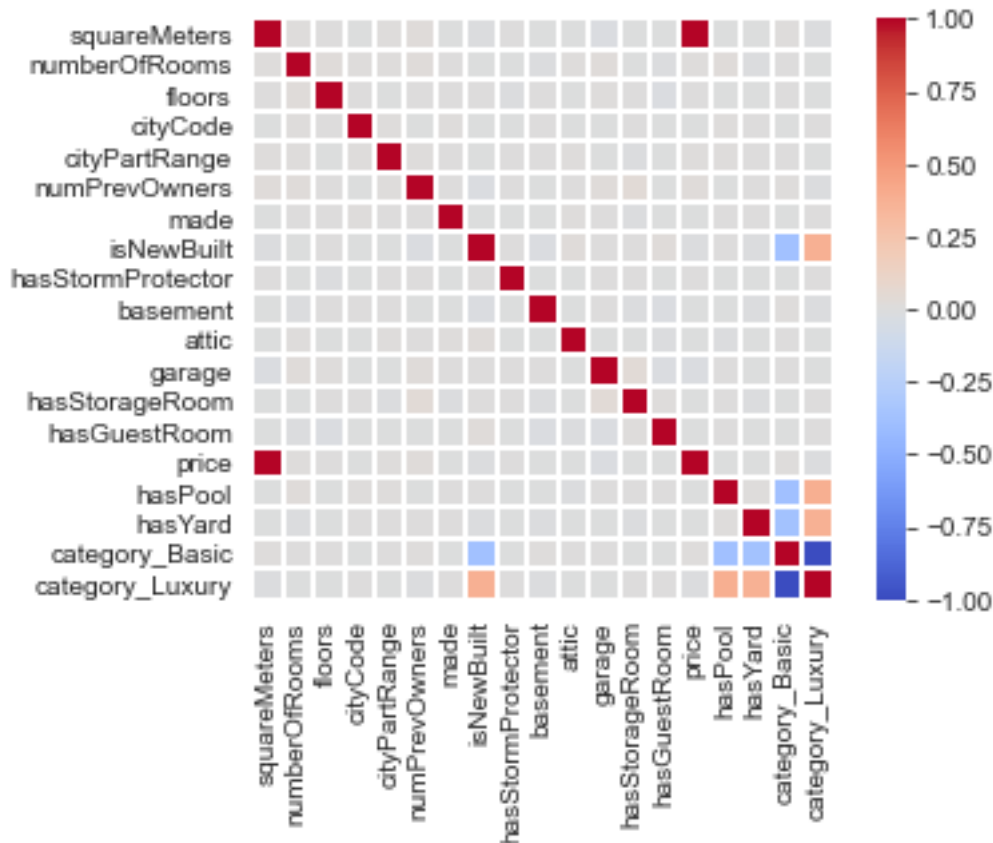 squareMeters
numberOfRooms
floors
cityCode
cityPartRange
numPrevOwners
made
isNewBuilt
hasStormProtector
basement
attic
garage
hasStorageRoom
hasGuestRoom
price
hasPool
hasYard
category_Basic
category_Luxury
squareMeters
numberOfRooms
floors
cityCode
cityPartRange
numPrevOwners
made
isNewBuilt
hasStormProtector
basement
attic
garage
hasStorageRoom
hasGuestRoom
price
hasPool
hasYard
category_Basic
category_Luxury
1.00
0.75
0.50
0.25
0.00
−0.25
−0.50
−0.75
−1.00